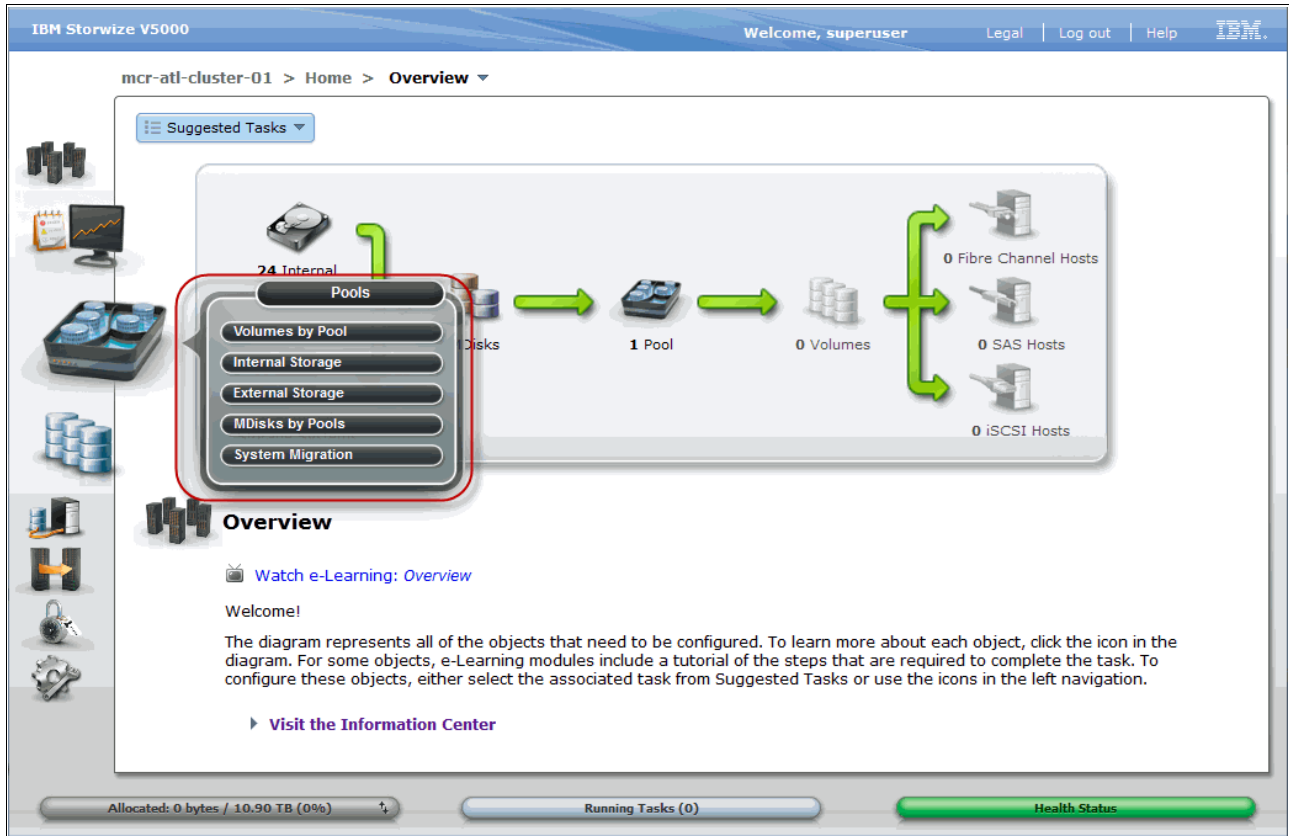 IBM Storwize V5000
Welcome, superuser
Legal
Log out
Help
IBM.
mcr-atl-cluster-01 > Home > Overview
Suggested Tasks
24 Internal
Pools
Volumes by Pool
Internal Storage
External Storage
MDisks by Pools
System Migration
MDisks
1 Pool
0 Volumes
0 Fibre Channel Hosts
0 SAS Hosts
0 iSCSI Hosts
Overview
Watch e-Learning: Overview
Welcome!
The diagram represents all of the objects that need to be configured. To learn more about each object, click the icon in the
diagram. For some objects, e-Learning modules include a tutorial of the steps that are required to complete the task. To
configure these objects, either select the associated task from Suggested Tasks or use the icons in the left navigation.
Visit the Information Center
Allocated: 0 bytes / 10.90 TB (0%)
Running Tasks (0)
Health Status